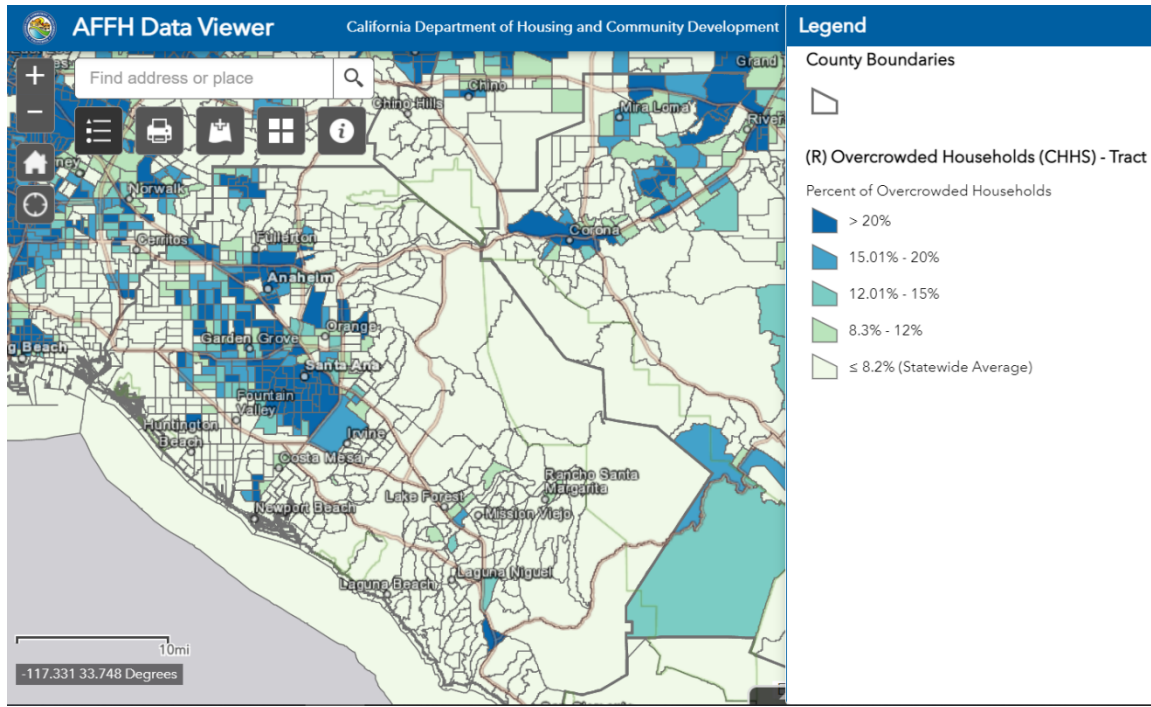 AFFH Data Viewer
California Department of Housing and Community Development
Legend
+
Find address or place
−
County Boundaries
(R) Overcrowded Households (CHHS) - Tract
Percent of Overcrowded Households
> 20%
15.01% - 20%
12.01% - 15%
8.3% - 12%
≤ 8.2% (Statewide Average)
Grand
Chino
Chino Hills
Mira Loma
River
ney
Norwalk
Cerritos
Fullerton
Corona
Anaheim
Orange
Garden Grove
g Beach
Santa Ana
Fountain
Valley
Huntington
Beach
Irvine
Costa Mesa
Rancho Santa
Margarita
Lake Forest
Newport Beach
Mission Viejo
Laguna Beach
Laguna Niguel
10mi
-117.331 33.748 Degrees